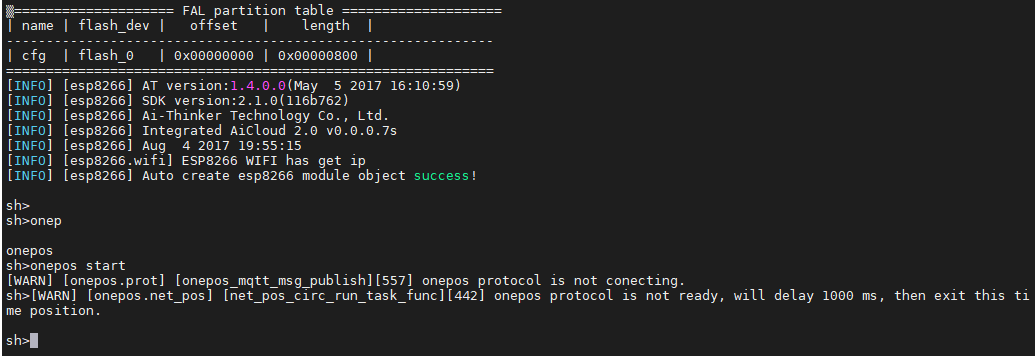 ==================== FAL partition table ====================
| name | flash_dev |   offset   |    length  |
-------------------------------------------------------------
| cfg  | flash_0   | 0x00000000 | 0x00000800 |
=============================================================
[INFO] [esp8266] AT version:1.4.0.0(May  5 2017 16:10:59)
[INFO] [esp8266] SDK version:2.1.0(116b762)
[INFO] [esp8266] Ai-Thinker Technology Co., Ltd.
[INFO] [esp8266] Integrated AiCloud 2.0 v0.0.0.7s
[INFO] [esp8266] Aug  4 2017 19:55:15
[INFO] [esp8266.wifi] ESP8266 WIFI has get ip
[INFO] [esp8266] Auto create esp8266 module object success!
sh>
sh>onep
onepos
sh>onepos start
[WARN] [onepos.prot] [onepos_mqtt_msg_publish][557] onepos protocol is not conecting.
sh>[WARN] [onepos.net_pos] [net_pos_circ_run_task_func][442] onepos protocol is not ready, will delay 1000 ms, then exit this ti
me position.
sh>